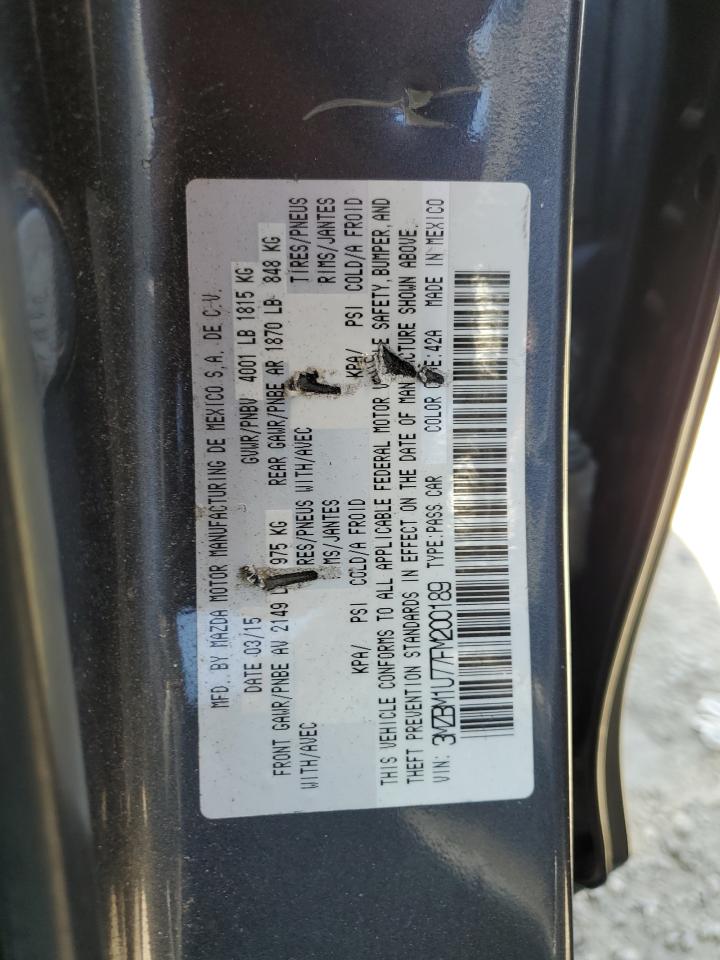 MFD. BY MAZDA MOTOR MANUFACTURING DE MEXICO S.A. DE C.V.
DATE 03/15 GVWR/PNBV 4001 LB 1815 KG
FRONT GAWR/PNBE AV 2149 L 975 KG REAR GAWR/PNBE AR 1870 LB 848 KG
WITH/AVEC RES/PNEUS WITH/AVEC TIRES/PNEUS
MS/JANTES RIMS/JANTES
KPA/ PSI COLD/A FROID KPA/ PSI COLD/A FROID
THIS VEHICLE CONFORMS TO ALL APPLICABLE FEDERAL MOTOR V E SAFETY, BUMPER, AND
THEFT PREVENTION STANDARDS IN EFFECT ON THE DATE OF MAN CTURE SHOWN ABOVE.
VIN: 3MZBM1U77FM200189 TYPE:PASS CAR COLOR E:42A MADE IN MEXICO